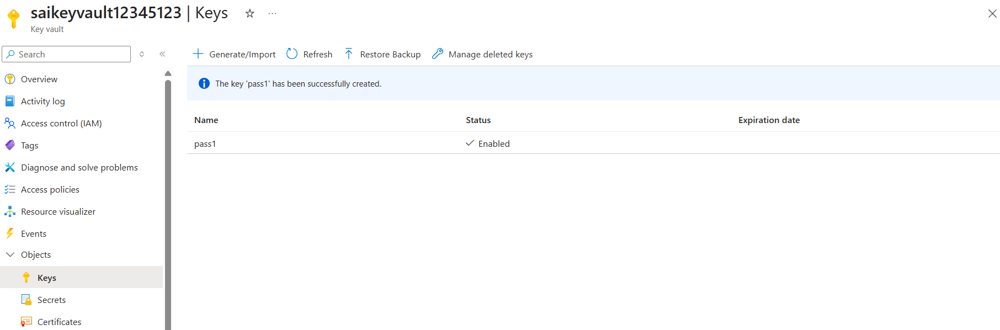 saikeyvault12345123 | Keys
Key vault
Search
Generate/Import Refresh Restore Backup Manage deleted keys
The key 'pass1' has been successfully created.
Overview
Activity log
Access control (IAM)
Tags
Diagnose and solve problems
Access policies
Resource visualizer
Events
Objects
Keys
Secrets
Certificates
Name Status Expiration date
pass1 Enabled